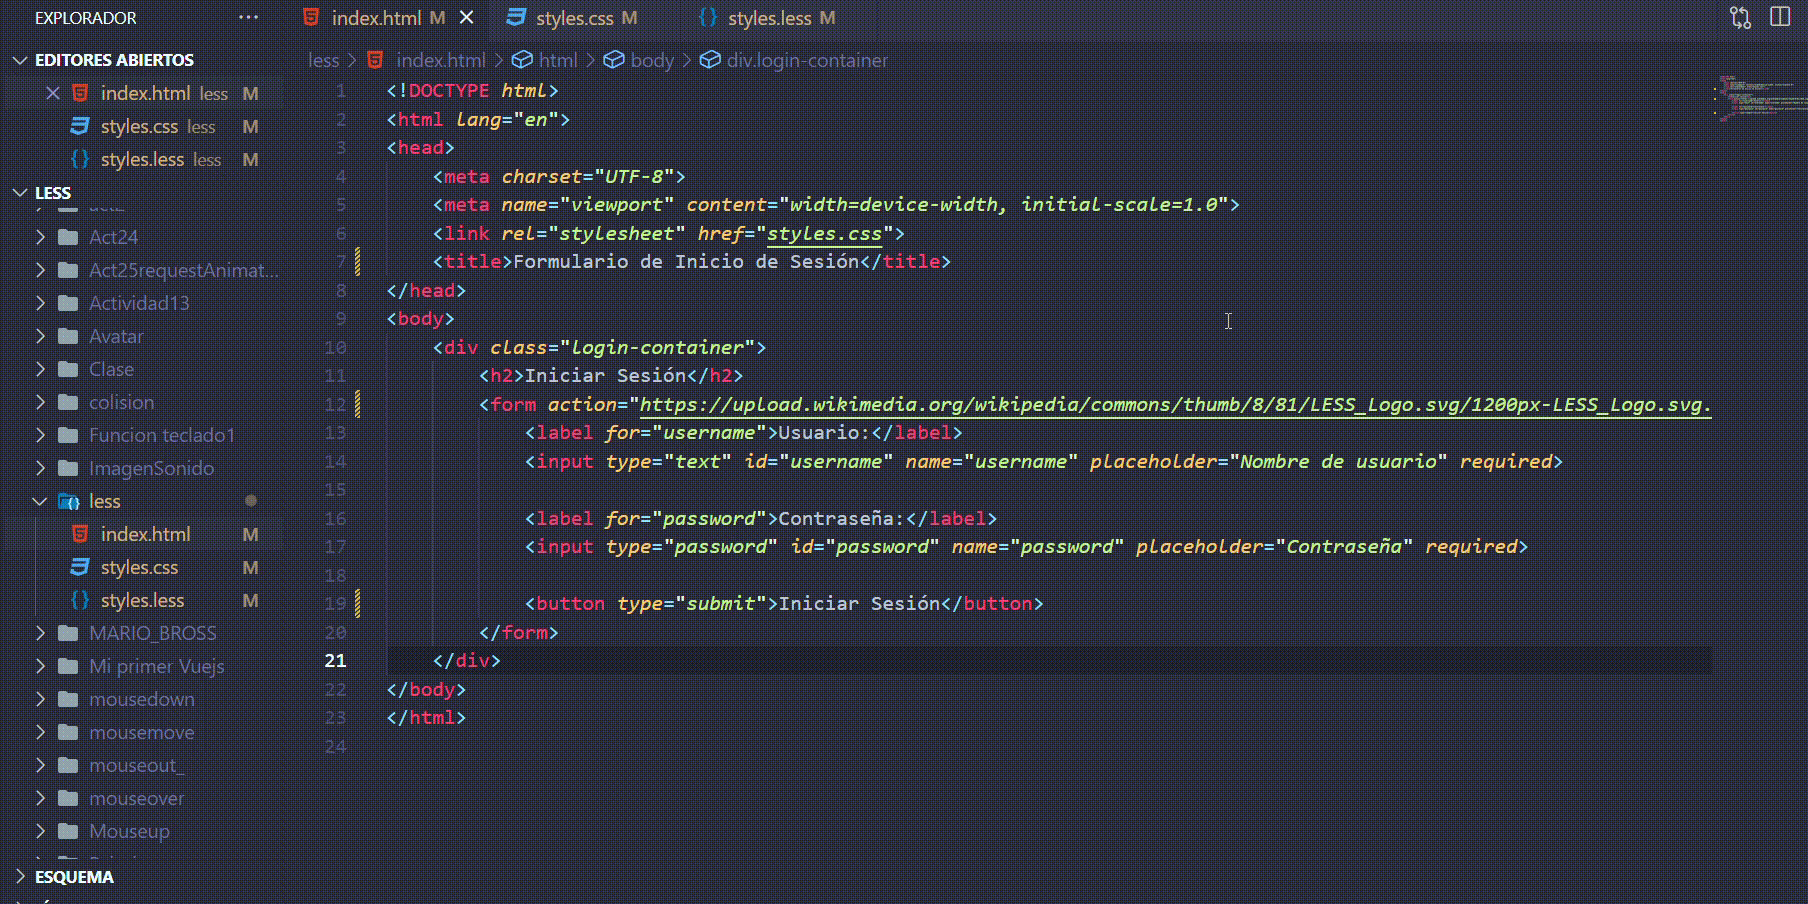 EXPLORADOR ···
EDITORES ABIERTOS
index.html less M
styles.css less M
styles.less less M
LESS
Act24
Act25requestAnimat...
Actividad13
Avatar
Clase
colision
Funcion teclado1
ImagenSonido
less
index.html M
styles.css M
styles.less M
MARIO_BROSS
Mi primer Vuejs
mousedown
mousemove
mouseout_
mouseover
Mouseup
ESQUEMA
index.html M styles.css M styles.less M
less > index.html > html > body > div.login-container
1 <!DOCTYPE html>
2 <html lang="en">
3 <head>
4 <meta charset="UTF-8">
5 <meta name="viewport" content="width=device-width, initial-scale=1.0">
6 <link rel="stylesheet" href="styles.css">
7 <title>Formulario de Inicio de Sesión</title>
8 </head>
9 <body>
10 <div class="login-container">
11 <h2>Iniciar Sesión</h2>
12 <form action="https://upload.wikimedia.org/wikipedia/commons/thumb/8/81/LESS_Logo.svg/1200px-LESS_Logo.svg.
13 <label for="username">Usuario:</label>
14 <input type="text" id="username" name="username" placeholder="Nombre de usuario" required>
15
16 <label for="password">Contraseña:</label>
17 <input type="password" id="password" name="password" placeholder="Contraseña" required>
18
19 <button type="submit">Iniciar Sesión</button>
20 </form>
21 </div>
22 </body>
23 </html>
24